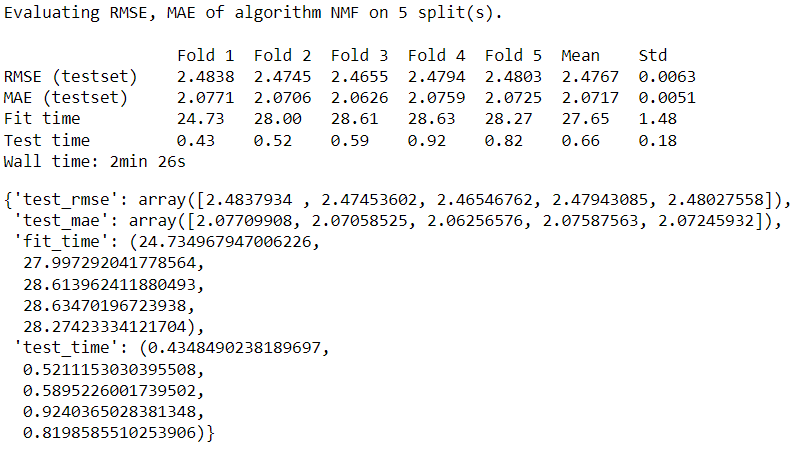 Evaluating RMSE, MAE of algorithm NMF on 5 split(s).
Fold 1 Fold 2 Fold 3 Fold 4 Fold 5 Mean Std
RMSE (testset) 2.4838 2.4745 2.4655 2.4794 2.4803 2.4767 0.0063
MAE (testset) 2.0771 2.0706 2.0626 2.0759 2.0725 2.0717 0.0051
Fit time 24.73 28.00 28.61 28.63 28.27 27.65 1.48
Test time 0.43 0.52 0.59 0.92 0.82 0.66 0.18
Wall time: 2min 26s
{'test_rmse': array([2.4837934 , 2.47453602, 2.46546762, 2.47943085, 2.48027558]),
'test_mae': array([2.07709908, 2.07058525, 2.06256576, 2.07587563, 2.07245932]),
'fit_time': (24.734967947006226,
27.997292041778564,
28.613962411880493,
28.63470196723938,
28.27423334121704),
'test_time': (0.4348490238189697,
0.5211153030395508,
0.5895226001739502,
0.9240365028381348,
0.8198585510253906)}